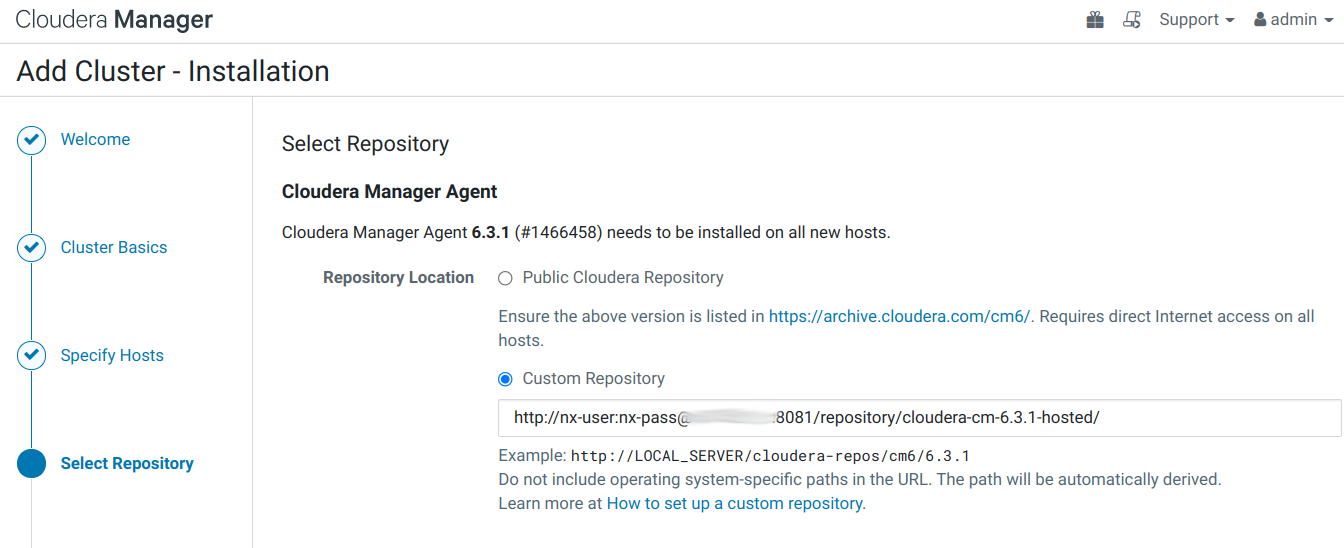 Cloudera Manager
Support
admin
Add Cluster - Installation
Welcome
Cluster Basics
Specify Hosts
Select Repository
Select Repository
Cloudera Manager Agent
Cloudera Manager Agent 6.3.1 (#1466458) needs to be installed on all new hosts.
Repository Location
Public Cloudera Repository
Ensure the above version is listed in https://archive.cloudera.com/cm6/. Requires direct Internet access on all
hosts.
Custom Repository
http://nx-user:nx-pass@ :8081/repository/cloudera-cm-6.3.1-hosted/
Example: http://LOCAL_SERVER/cloudera-repos/cm6/6.3.1
Do not include operating system-specific paths in the URL. The path will be automatically derived.
Learn more at How to set up a custom repository.